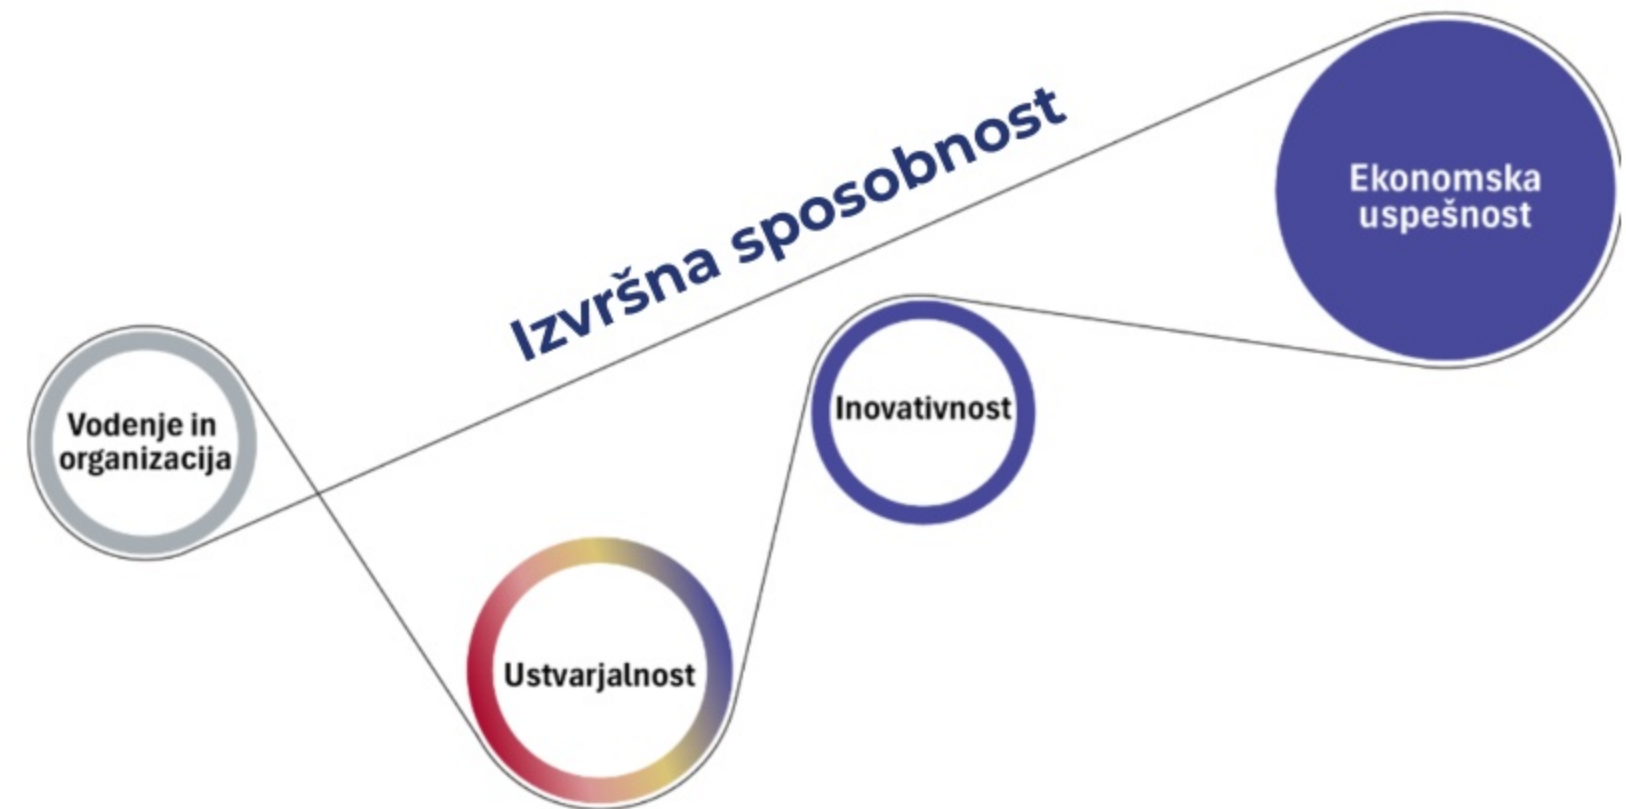 Izvršna sposobnost
Ekonomska
uspešnost
Vodenje in
organizacija
Inovativnost
Ustvarjalnost